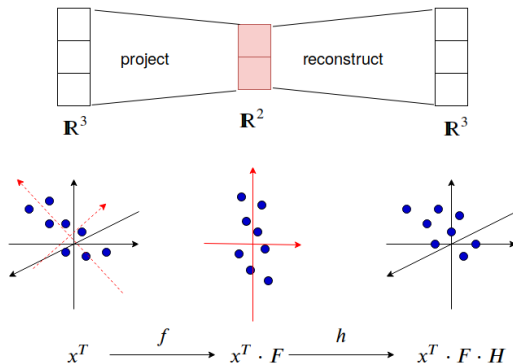 project reconstruct
ℝ³ ℝ² ℝ³
f h
xᵀ xᵀ · F xᵀ · F · H